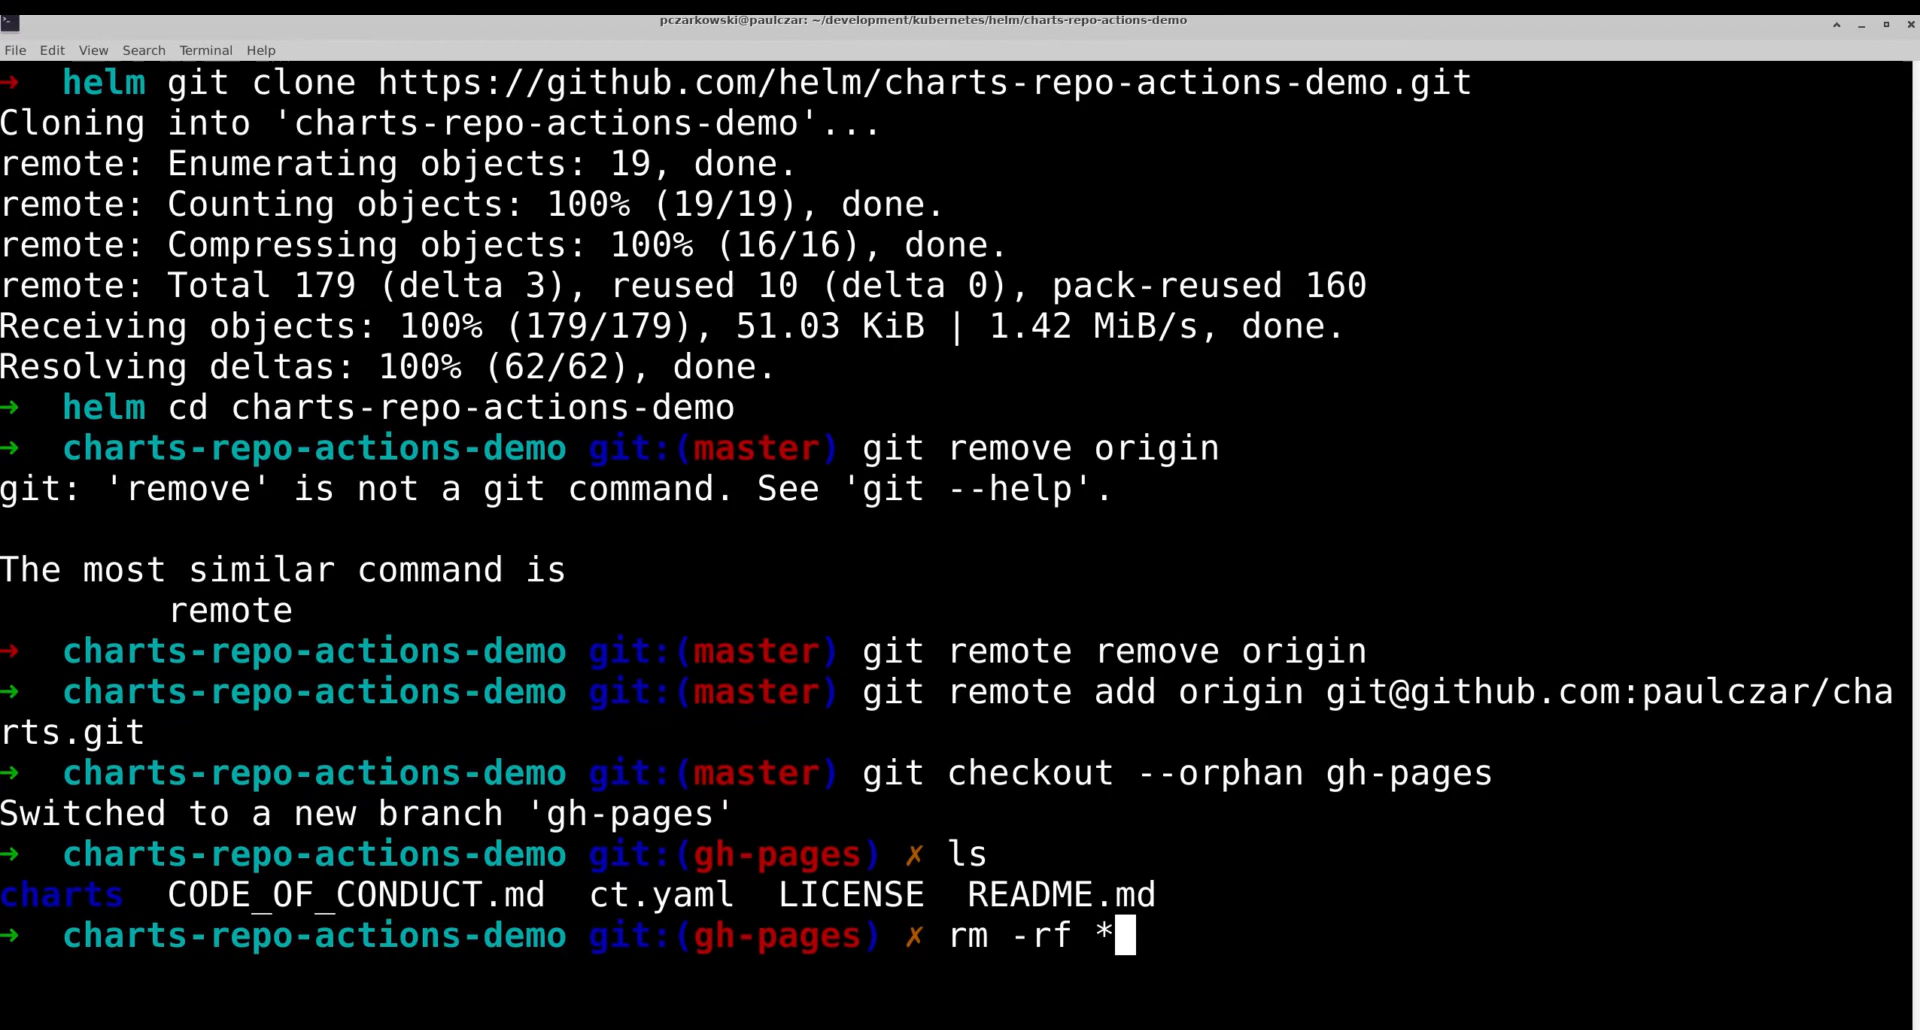 pczarkowski@paulczar: ~/development/kubernetes/helm/charts-repo-actions-demo
File Edit View Search Terminal Help
→ helm git clone https://github.com/helm/charts-repo-actions-demo.git
Cloning into 'charts-repo-actions-demo'...
remote: Enumerating objects: 19, done.
remote: Counting objects: 100% (19/19), done.
remote: Compressing objects: 100% (16/16), done.
remote: Total 179 (delta 3), reused 10 (delta 0), pack-reused 160
Receiving objects: 100% (179/179), 51.03 KiB | 1.42 MiB/s, done.
Resolving deltas: 100% (62/62), done.
→ helm cd charts-repo-actions-demo
→ charts-repo-actions-demo git:(master) git remove origin
git: 'remove' is not a git command. See 'git --help'.
The most similar command is
remote
→ charts-repo-actions-demo git:(master) git remote remove origin
→ charts-repo-actions-demo git:(master) git remote add origin git@github.com:paulczar/cha
rts.git
→ charts-repo-actions-demo git:(master) git checkout --orphan gh-pages
Switched to a new branch 'gh-pages'
→ charts-repo-actions-demo git:(gh-pages) ✗ ls
charts CODE_OF_CONDUCT.md ct.yaml LICENSE README.md
→ charts-repo-actions-demo git:(gh-pages) ✗ rm -rf *